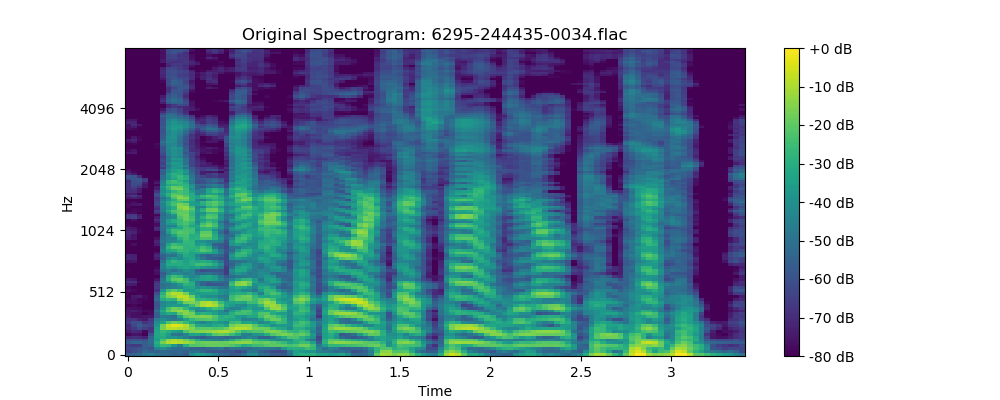 Original Spectrogram: 6295-244435-0034.flac
Hz
4096
2048
1024
512
0
0
0.5
1
1.5
2
2.5
3
Time
+0 dB
-10 dB
-20 dB
-30 dB
-40 dB
-50 dB
-60 dB
-70 dB
-80 dB